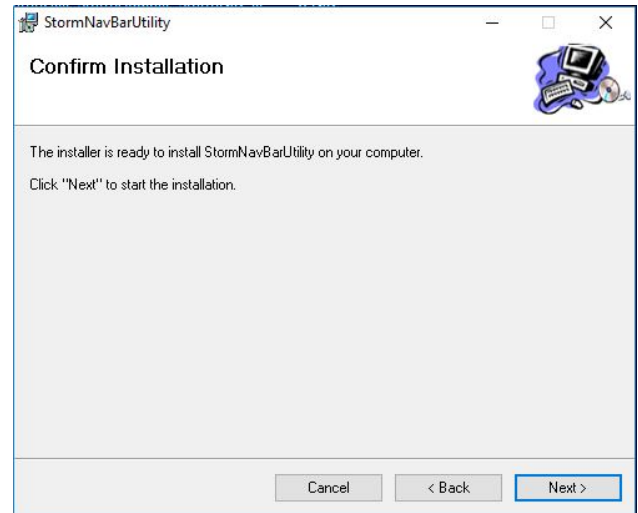 StormNavBarUtility
Confirm Installation
The installer is ready to install StormNavBarUtility on your computer.
Click "Next" to start the installation.
Cancel
< Back
Next >